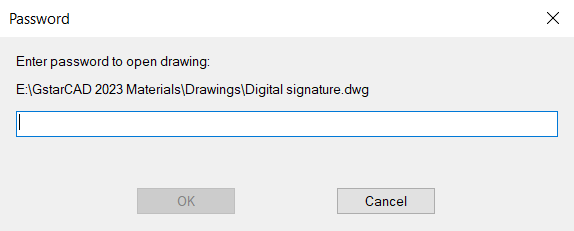 Password
Enter password to open drawing:
E:\GstarCAD 2023 Materials\Drawings\Digital signature.dwg
OK
Cancel